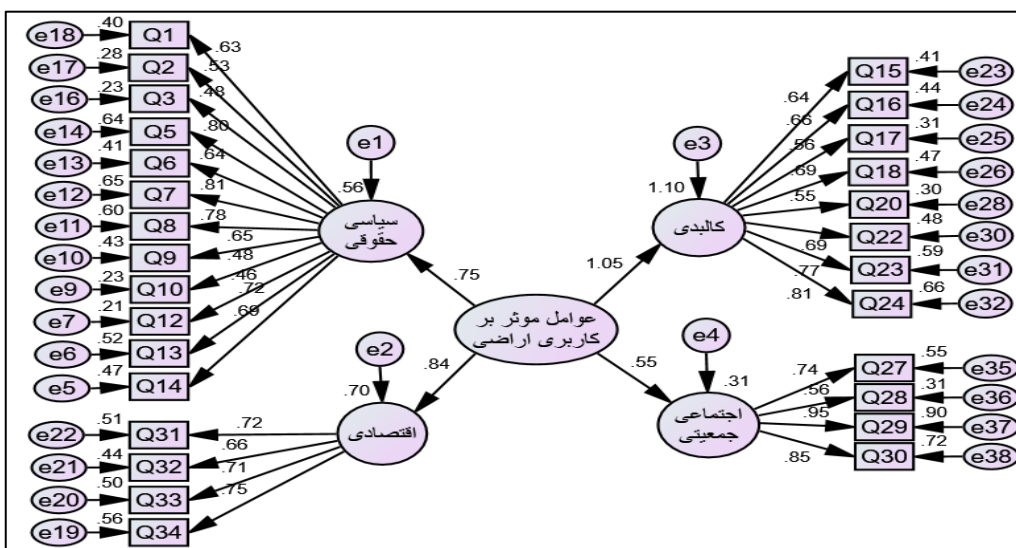 e18 .40 Q1 .63
e17 .28 Q2 .53
e16 .23 Q3 .48
e14 .64 Q5 .80
e13 .41 Q6 .64
e12 .65 Q7 .81
e11 .60 Q8 .78
e10 .43 Q9 .65
e9 .23 Q10 .48
e7 .21 Q12 .46
e6 .52 Q13 .72
e5 .47 Q14 .69
e1
.56
سیاسی
حقوقی
.75
e22 .51 Q31 .72
e21 .44 Q32 .66
e20 .50 Q33 .71
e19 .56 Q34 .75
e2
.70
اقتصادی
.84
عوامل موثر بر
کاربری اراضی
e3
1.10
کالبدی
1.05
.64 Q15 .41 e23
.66 Q16 .44 e24
.56 Q17 .31 e25
.69 Q18 .47 e26
.55 Q20 .30 e28
.69 Q22 .48 e30
.77 Q23 .59 e31
.81 Q24 .66 e32
e4
.31
اجتماعی
جمعیتی
.55
.74 Q27 .55 e35
.56 Q28 .31 e36
.95 Q29 .90 e37
.85 Q30 .72 e38